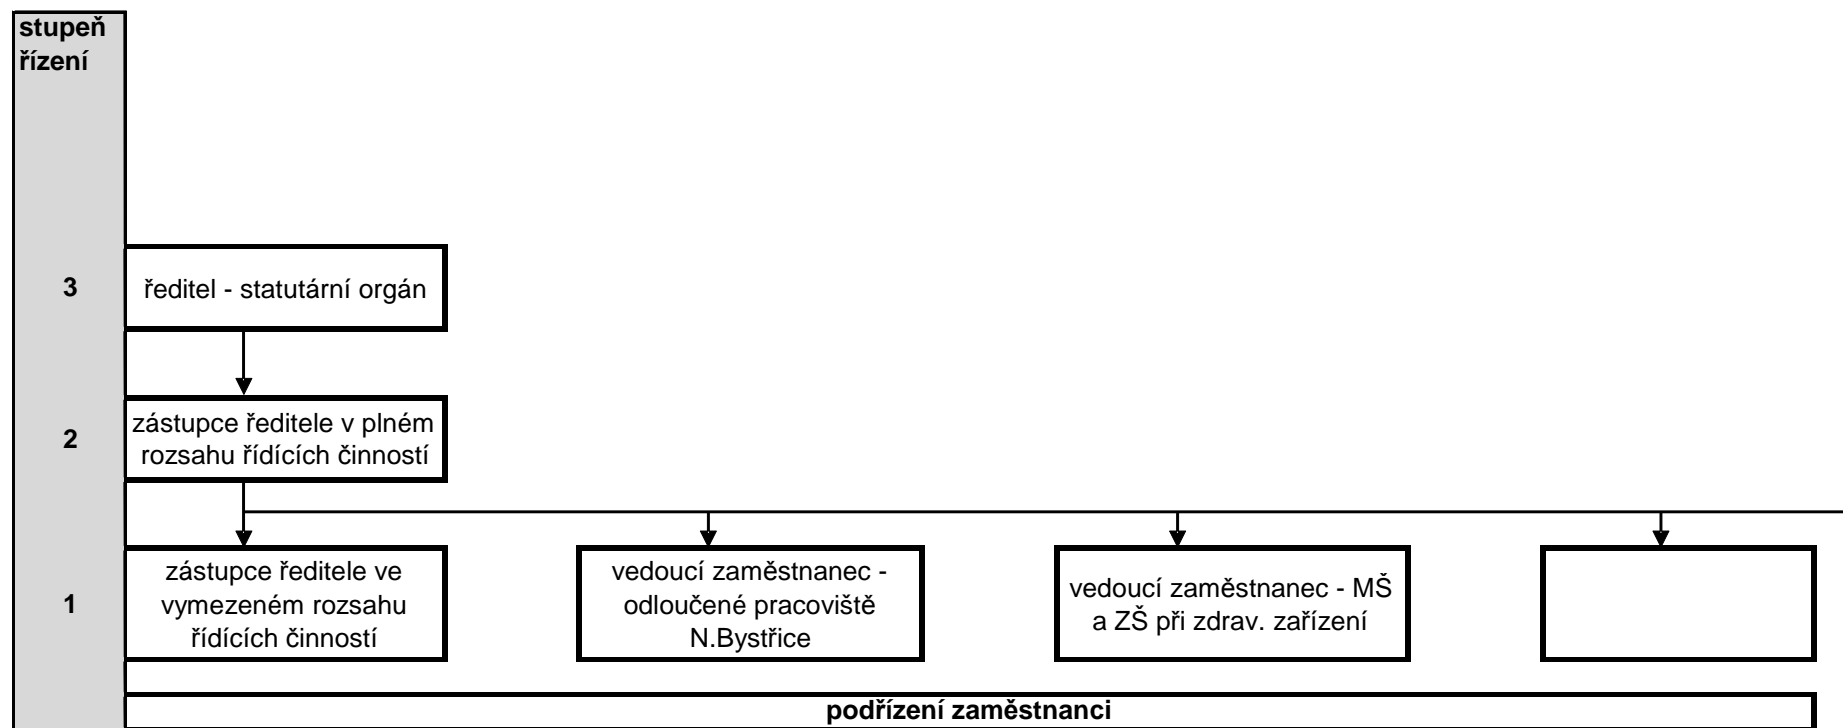 stupeň
řízení
3
ředitel - statutární orgán
2
zástupce ředitele v plném
rozsahu řídících činností
1
zástupce ředitele ve
vymezeném rozsahu
řídících činností
vedoucí zaměstnanec -
odloučené pracoviště
N.Bystřice
vedoucí zaměstnanec - MŠ
a ZŠ při zdrav. zařízení
podřízení zaměstnanci